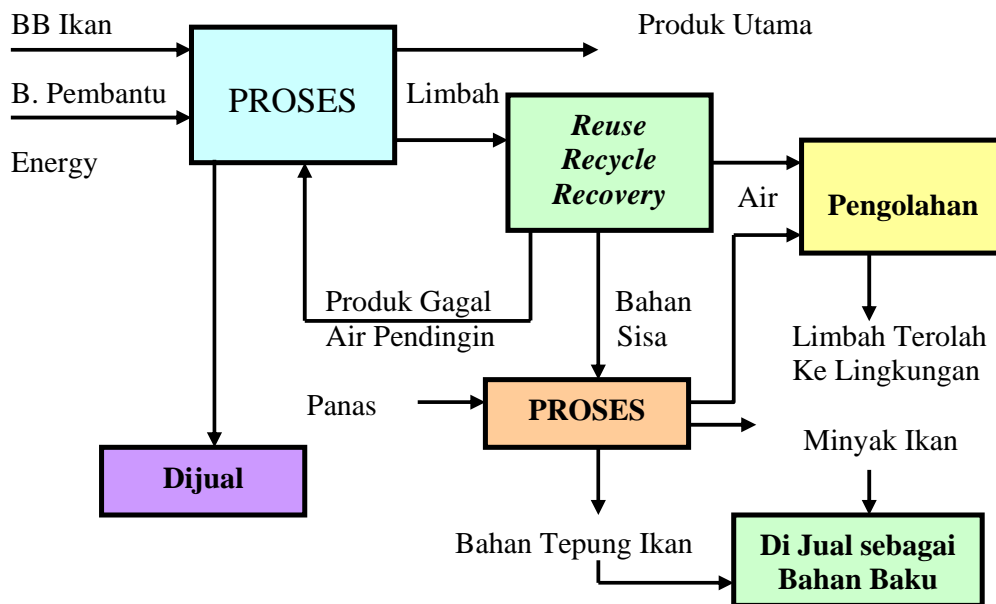 BB Ikan
Produk Utama
B. Pembantu
PROSES
Limbah
Energy
Reuse
Recycle
Recovery
Air
Pengolahan
Produk Gagal
Air Pendingin
Bahan
Sisa
Limbah Terolah
Ke Lingkungan
Panas
PROSES
Minyak Ikan
Dijual
Bahan Tepung Ikan
Di Jual sebagai
Bahan Baku